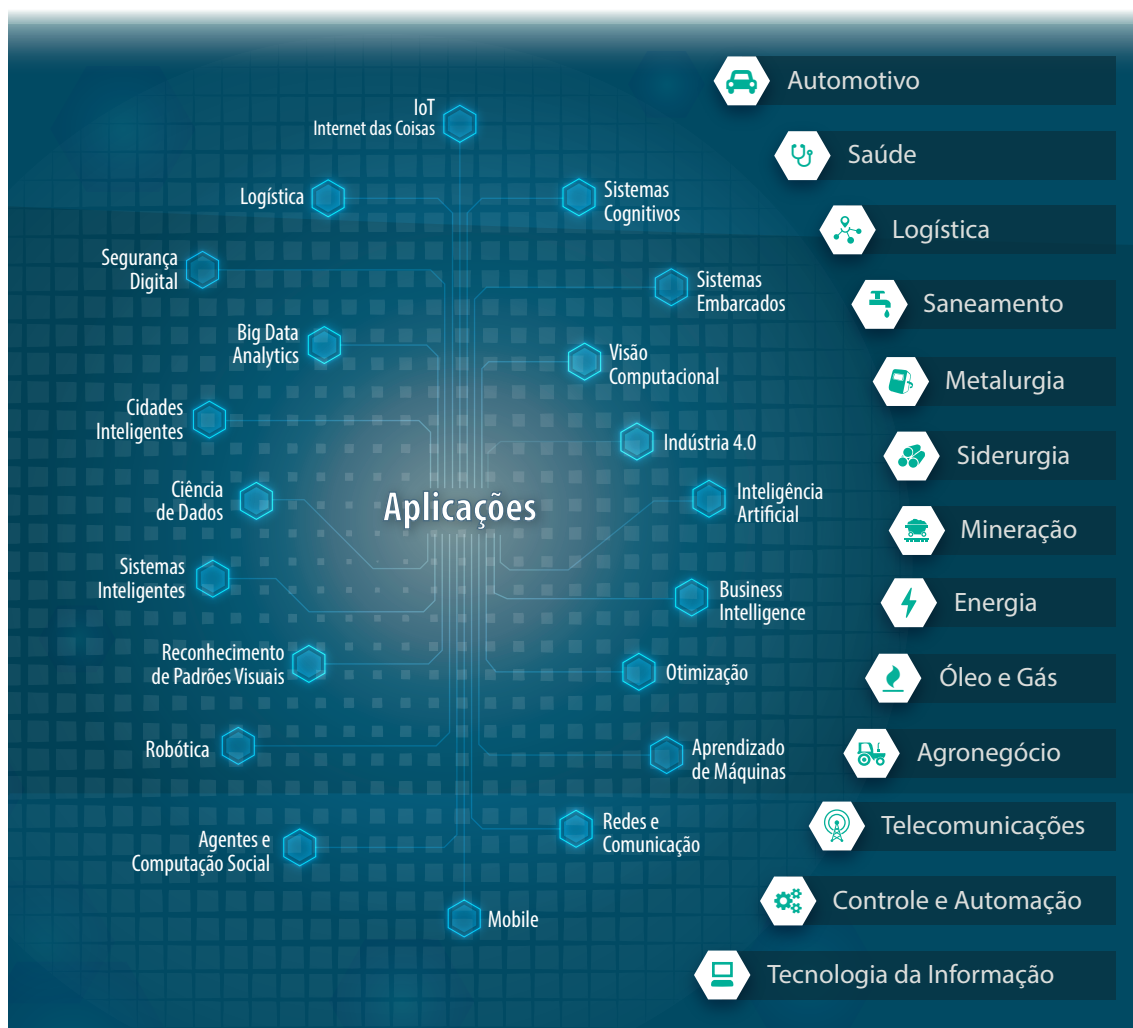 IoT
Internet das Coisas
Logística
Segurança
Digital
Big Data
Analytics
Cidades
Inteligentes
Ciência
de Dados
Sistemas
Inteligentes
Reconhecimento
de Padrões Visuais
Robótica
Agentes e
Computação Social
Aplicações
Sistemas
Cognitivos
Sistemas
Embarcados
Visão
Computacional
Indústria 4.0
Inteligência
Artificial
Business
Intelligence
Otimização
Aprendizado
de Máquinas
Redes e
Comunicação
Mobile
Automotivo
Saúde
Logística
Saneamento
Metalurgia
Siderurgia
Mineração
Energia
Óleo e Gás
Agronegócio
Telecomunicações
Controle e Automação
Tecnologia da Informação